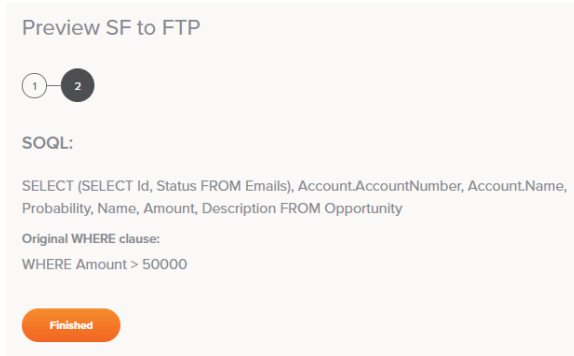 Preview SF to FTP
1 2
SOQL:
SELECT (SELECT Id, Status FROM Emails), Account.AccountNumber, Account.Name,
Probability, Name, Amount, Description FROM Opportunity
Original WHERE clause:
WHERE Amount > 50000
Finished